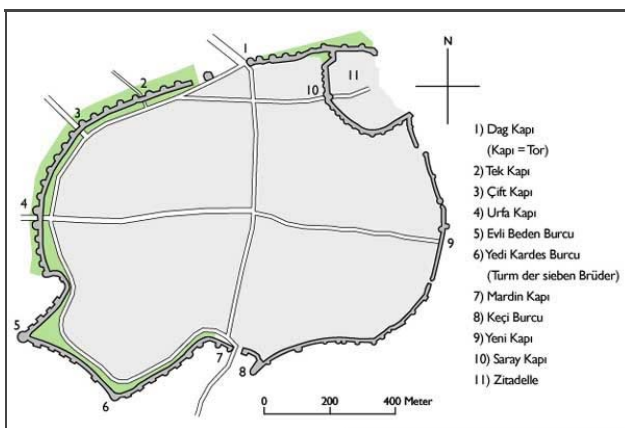 1
2
3
4
5
6
7
8
9
10
11
N
1) Dag Kapı
(Kapı = Tor)
2) Tek Kapı
3) Çift Kapı
4) Urfa Kapı
5) Evli Beden Burcu
6) Yedi Kardes Burcu
(Turm der sieben Brüder)
7) Mardin Kapı
8) Keçi Burcu
9) Yeni Kapı
10) Saray Kapı
11) Zitadelle
0 200 400 Meter